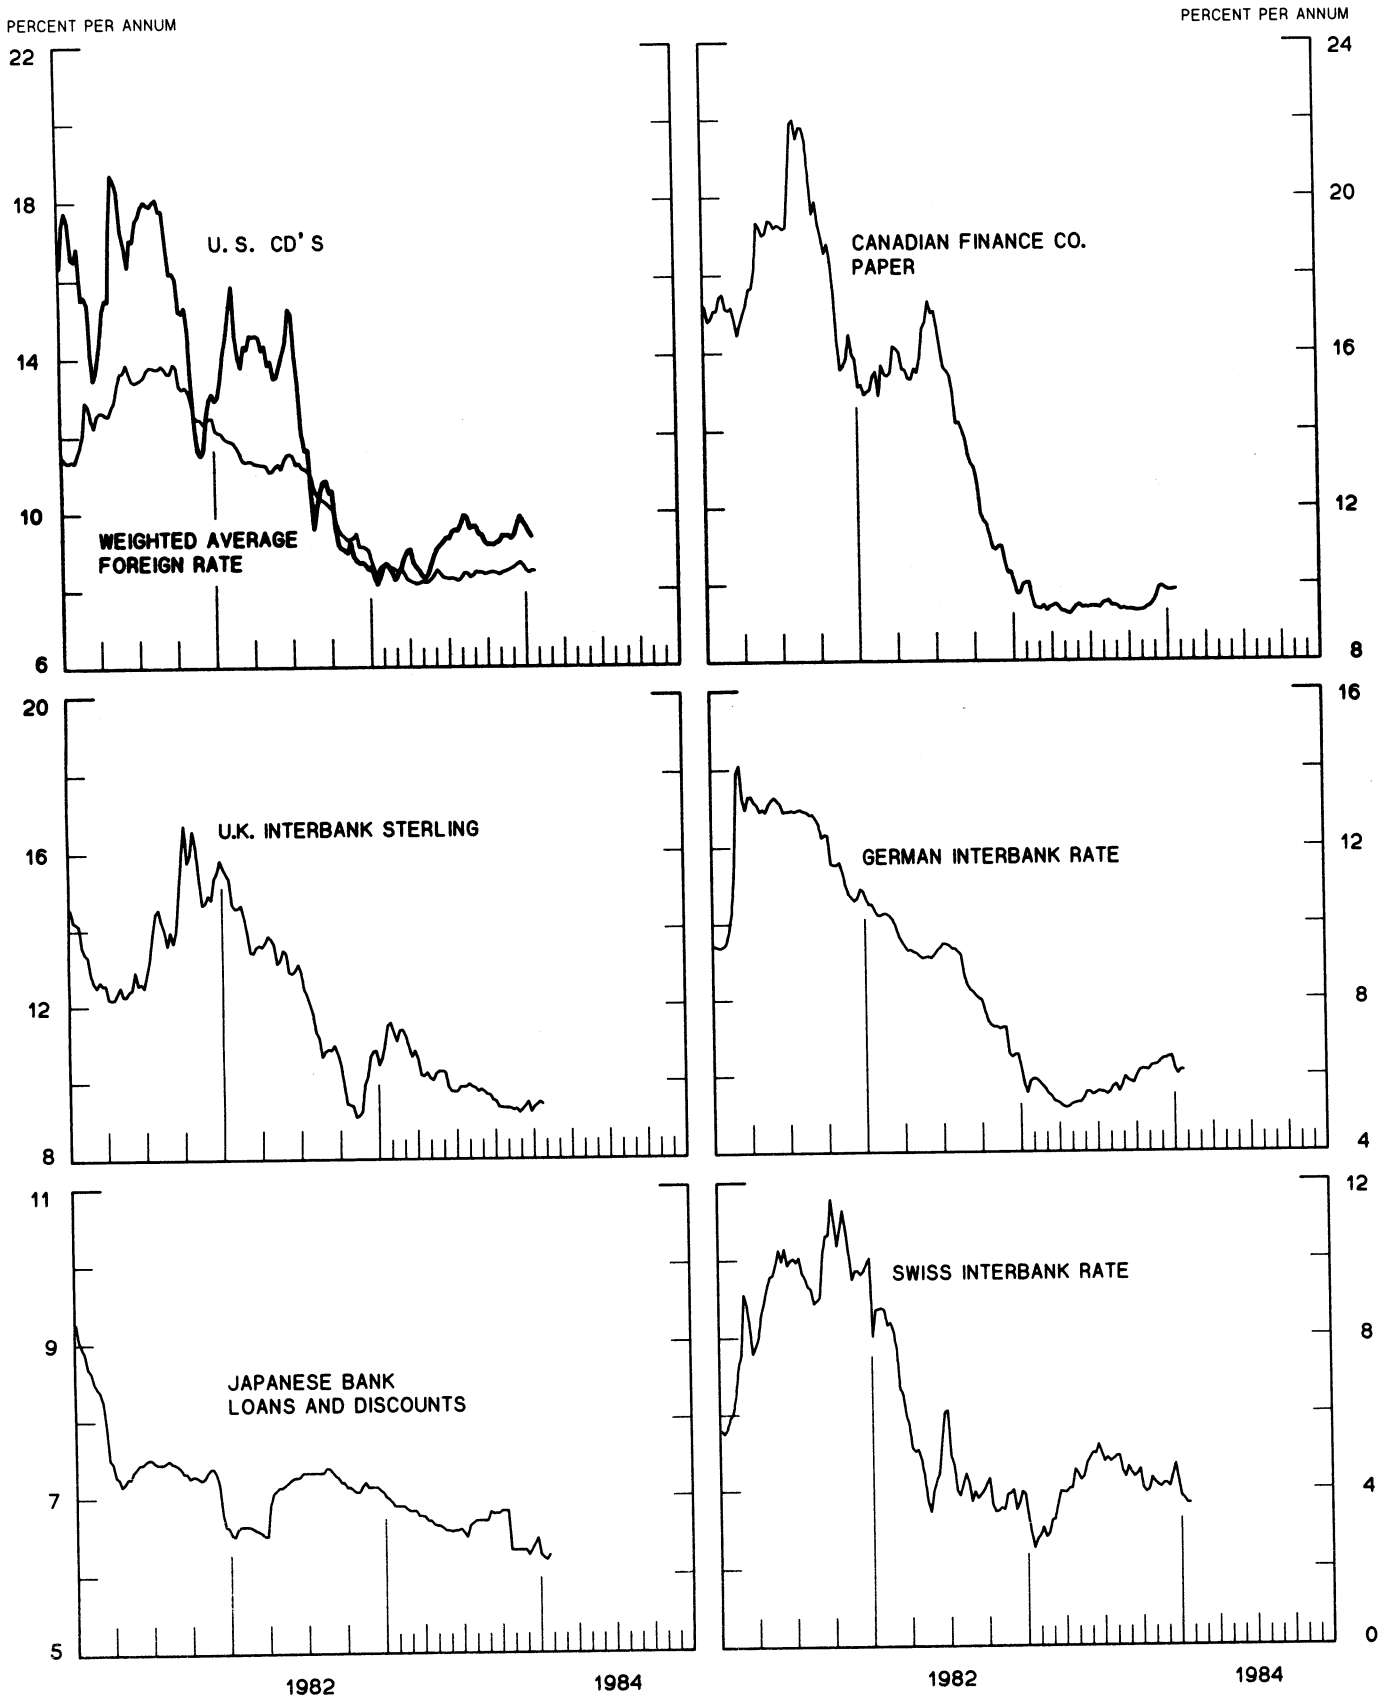 PERCENT PER ANNUM
PERCENT PER ANNUM
22
18
14
10
6
U. S. CD'S
WEIGHTED AVERAGE
FOREIGN RATE
24
20
16
12
8
CANADIAN FINANCE CO.
PAPER
20
16
12
8
U.K. INTERBANK STERLING
16
12
8
4
GERMAN INTERBANK RATE
11
9
7
5
JAPANESE BANK
LOANS AND DISCOUNTS
12
8
4
0
SWISS INTERBANK RATE
1982
1984
1982
1984